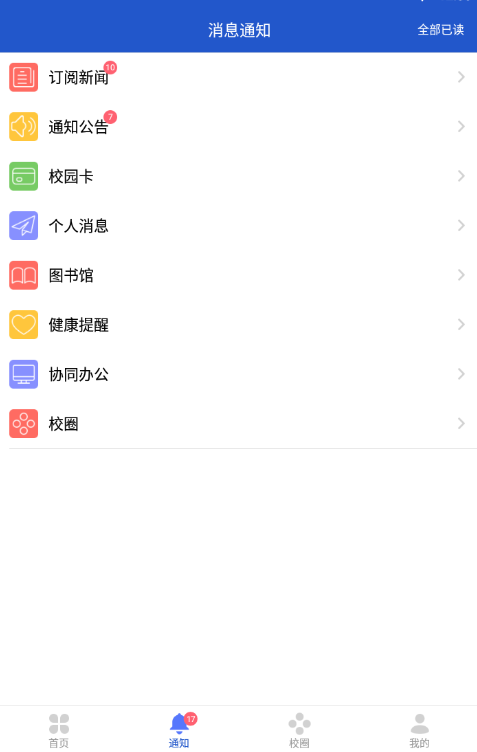 消息通知
全部已读
订阅新闻 10
通知公告 7
校园卡
个人消息
图书馆
健康提醒
协同办公
校圈
17
首页 通知 校圈 我的